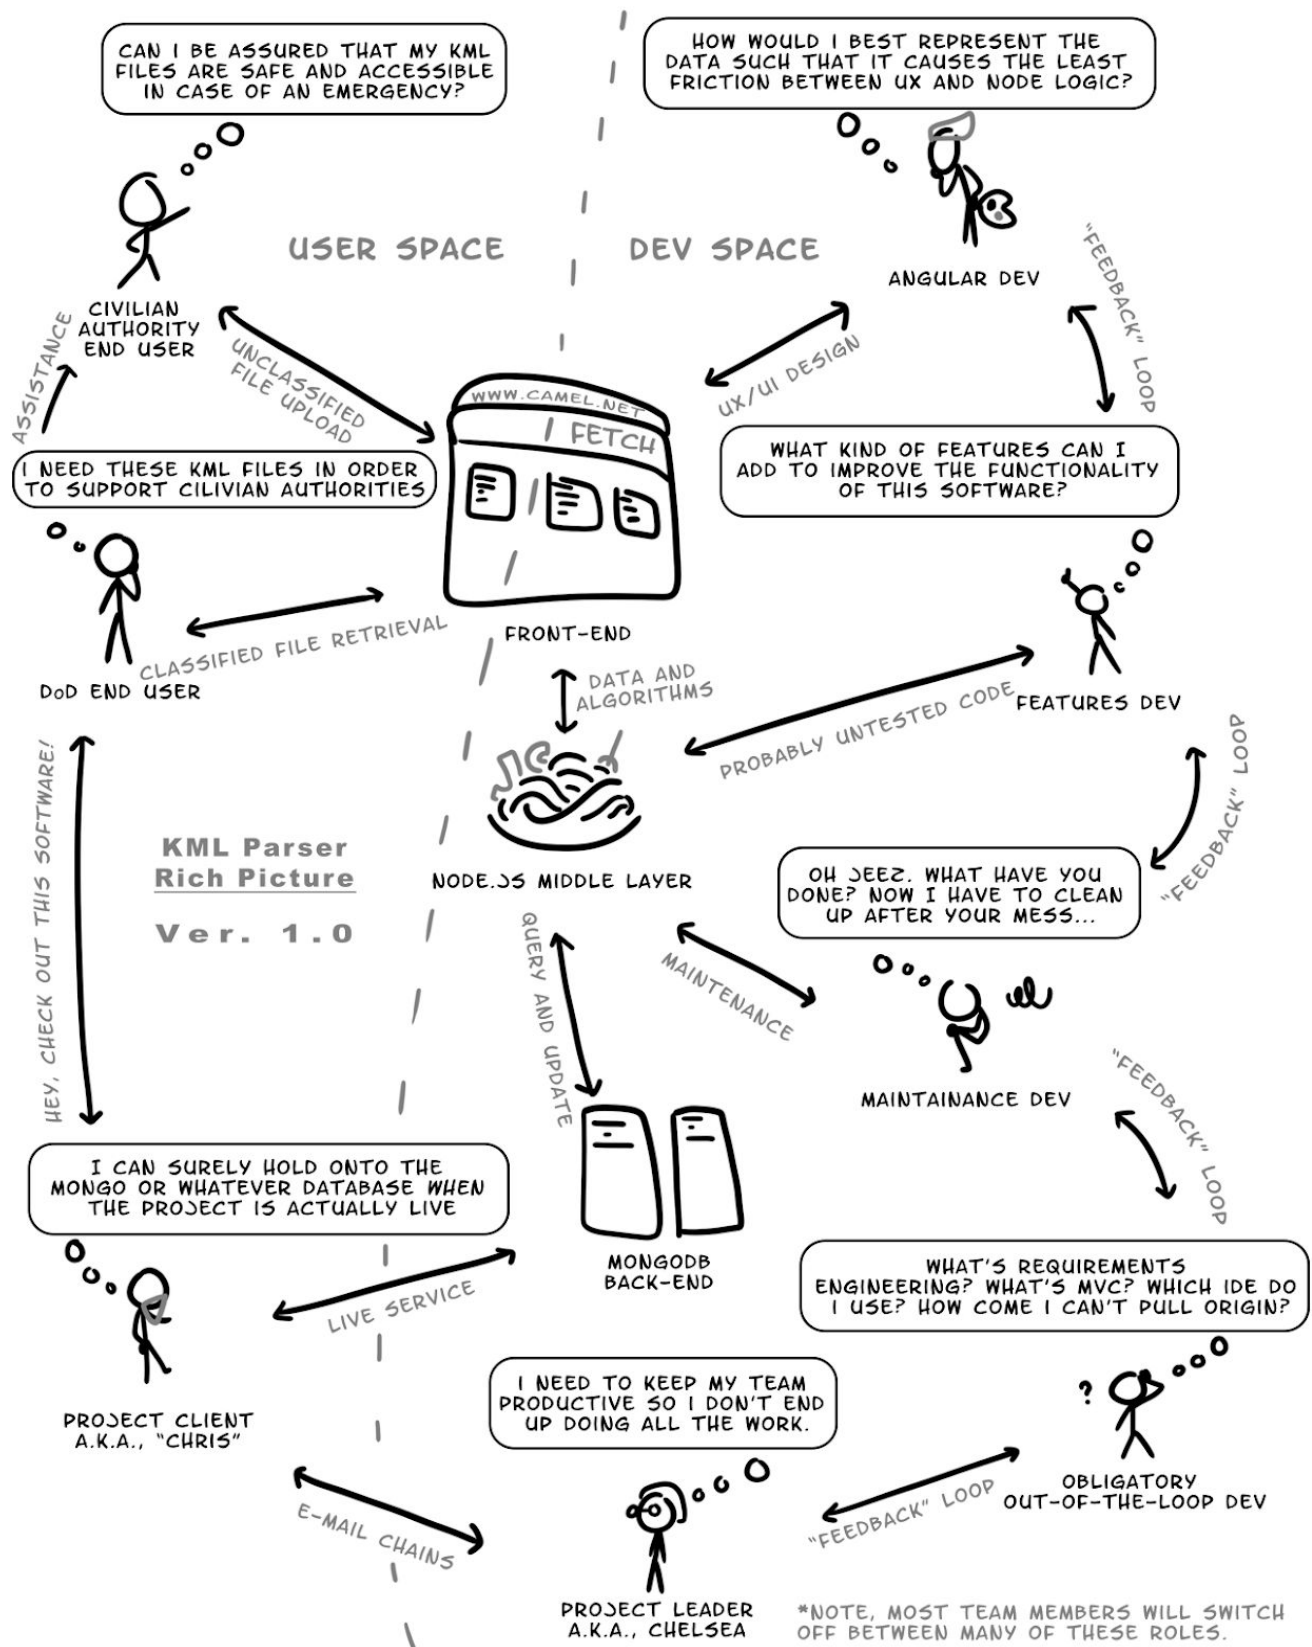 CAN I BE ASSURED THAT MY KML
FILES ARE SAFE AND ACCESSIBLE
IN CASE OF AN EMERGENCY?
HOW WOULD I BEST REPRESENT THE
DATA SUCH THAT IT CAUSES THE LEAST
FRICTION BETWEEN UX AND NODE LOGIC?
USER SPACE
DEV SPACE
ANGULAR DEV
"FEEDBACK" LOOP
CIVILIAN
AUTHORITY
END USER
ASSISTANCE
UNCLASSIFIED
FILE UPLOAD
UX/UI DESIGN
WWW.CAMEL.NET
FETCH
I NEED THESE KML FILES IN ORDER
TO SUPPORT CILIVIAN AUTHORITIES
WHAT KIND OF FEATURES CAN I
ADD TO IMPROVE THE FUNCTIONALITY
OF THIS SOFTWARE?
CLASSIFIED FILE RETRIEVAL
FRONT-END
DoD END USER
DATA AND
ALGORITHMS
PROBABLY UNTESTED CODE
FEATURES DEV
"FEEDBACK" LOOP
HEY, CHECK OUT THIS SOFTWARE!
KML Parser
Rich Picture
Ver. 1.0
NODE.JS MIDDLE LAYER
OH JEEZ. WHAT HAVE YOU
DONE? NOW I HAVE TO CLEAN
UP AFTER YOUR MESS...
QUERY AND UPDATE
MAINTENANCE
MAINTAINANCE DEV
"FEEDBACK" LOOP
I CAN SURELY HOLD ONTO THE
MONGO OR WHATEVER DATABASE WHEN
THE PROJECT IS ACTUALLY LIVE
MONGODB
BACK-END
LIVE SERVICE
WHAT'S REQUIREMENTS
ENGINEERING? WHAT'S MVC? WHICH IDE DO
I USE? HOW COME I CAN'T PULL ORIGIN?
I NEED TO KEEP MY TEAM
PRODUCTIVE SO I DON'T END
UP DOING ALL THE WORK.
?
PROJECT CLIENT
A.K.A., "CHRIS"
OBLIGATORY
OUT-OF-THE-LOOP DEV
E-MAIL CHAINS
"FEEDBACK" LOOP
PROJECT LEADER
A.K.A., CHELSEA
*NOTE, MOST TEAM MEMBERS WILL SWITCH
OFF BETWEEN MANY OF THESE ROLES.